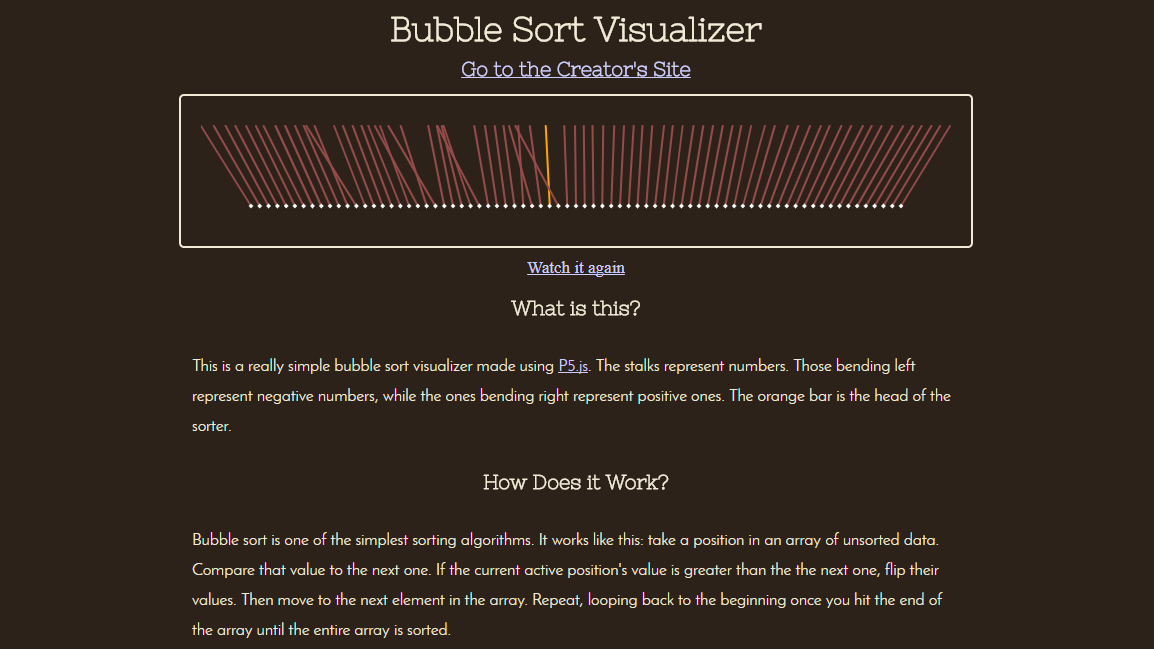 Bubble Sort Visualizer
Go to the Creator's Site
Watch it again
What is this?
This is a really simple bubble sort visualizer made using P5.js. The stalks represent numbers. Those bending left
represent negative numbers, while the ones bending right represent positive ones. The orange bar is the head of the
sorter.
How Does it Work?
Bubble sort is one of the simplest sorting algorithms. It works like this: take a position in an array of unsorted data.
Compare that value to the next one. If the current active position's value is greater than the the next one, flip their
values. Then move to the next element in the array. Repeat, looping back to the beginning once you hit the end of
the array until the entire array is sorted.